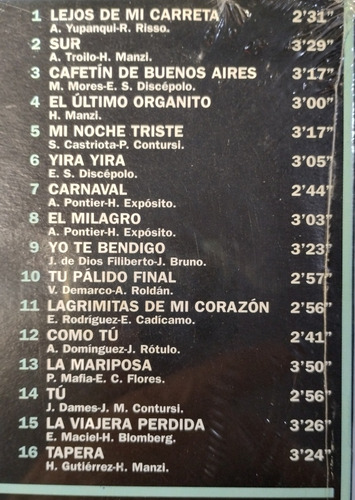 1 LEJOS DE MI CARRETA 2'31"
A. Yupanqui-R. Risso.
2 SUR 3'29"
A. Troilo-H. Manzi.
3 CAFETÍN DE BUENOS AIRES 3'17"
M. Mores-E. S. Discépolo.
4 EL ÚLTIMO ORGANITO 3'00"
H. Manzi.
5 MI NOCHE TRISTE 3'17"
S. Castriota-P. Contursi.
6 YIRA YIRA 3'05"
E. S. Discépolo.
7 CARNAVAL 2'44"
A. Pontier-H. Expósito.
8 EL MILAGRO 3'03"
A. Pontier-H. Expósito.
9 YO TE BENDIGO 3'23"
J. de Dios Filiberto-J. Bruno.
10 TU PÁLIDO FINAL 2'57"
V. Demarco-A. Roldán.
11 LAGRIMITAS DE MI CORAZÓN 2'56"
E. Rodríguez-E. Cadícamo.
12 COMO TÚ 2'41"
A. Domínguez-J. Rótulo.
13 LA MARIPOSA 3'50"
P. Mafia-E. C. Flores.
14 TÚ 2'56"
J. Dames-J. M. Contursi.
15 LA VIAJERA PERDIDA 3'26"
E. Maciel-H. Blomberg.
16 TAPERA 3'24"
H. Gutiérrez-H. Manzi.